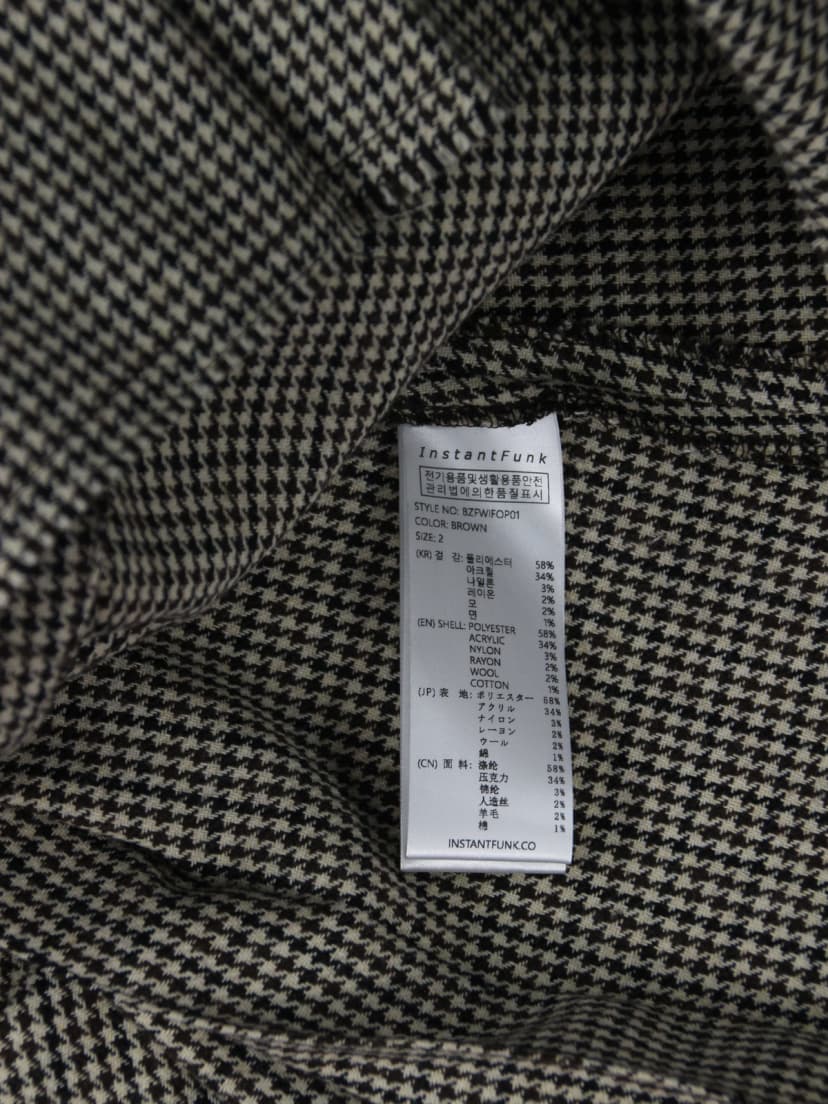 InstantFunk
전기용품및생활용품안전
관리법에의한품질표시
STYLE NO: BZFWIFOP01
COLOR: BROWN
SIZE: 2
(KR) 겉 감: 폴리에스터 58%
아크릴 34%
나일론 3%
레이온 2%
모 2%
면 1%
(EN) SHELL: POLYESTER 58%
ACRYLIC 34%
NYLON 3%
RAYON 2%
WOOL 2%
COTTON 1%
(JP) 表 地: ポリエステー 58%
アクリル 34%
ナイロン 3%
レーヨン 2%
ウール 2%
綿 1%
(CN) 面 料: 涤纶 58%
压克力 34%
锦纶 3%
人造丝 2%
羊毛 2%
棉 1%
INSTANTFUNK.CO